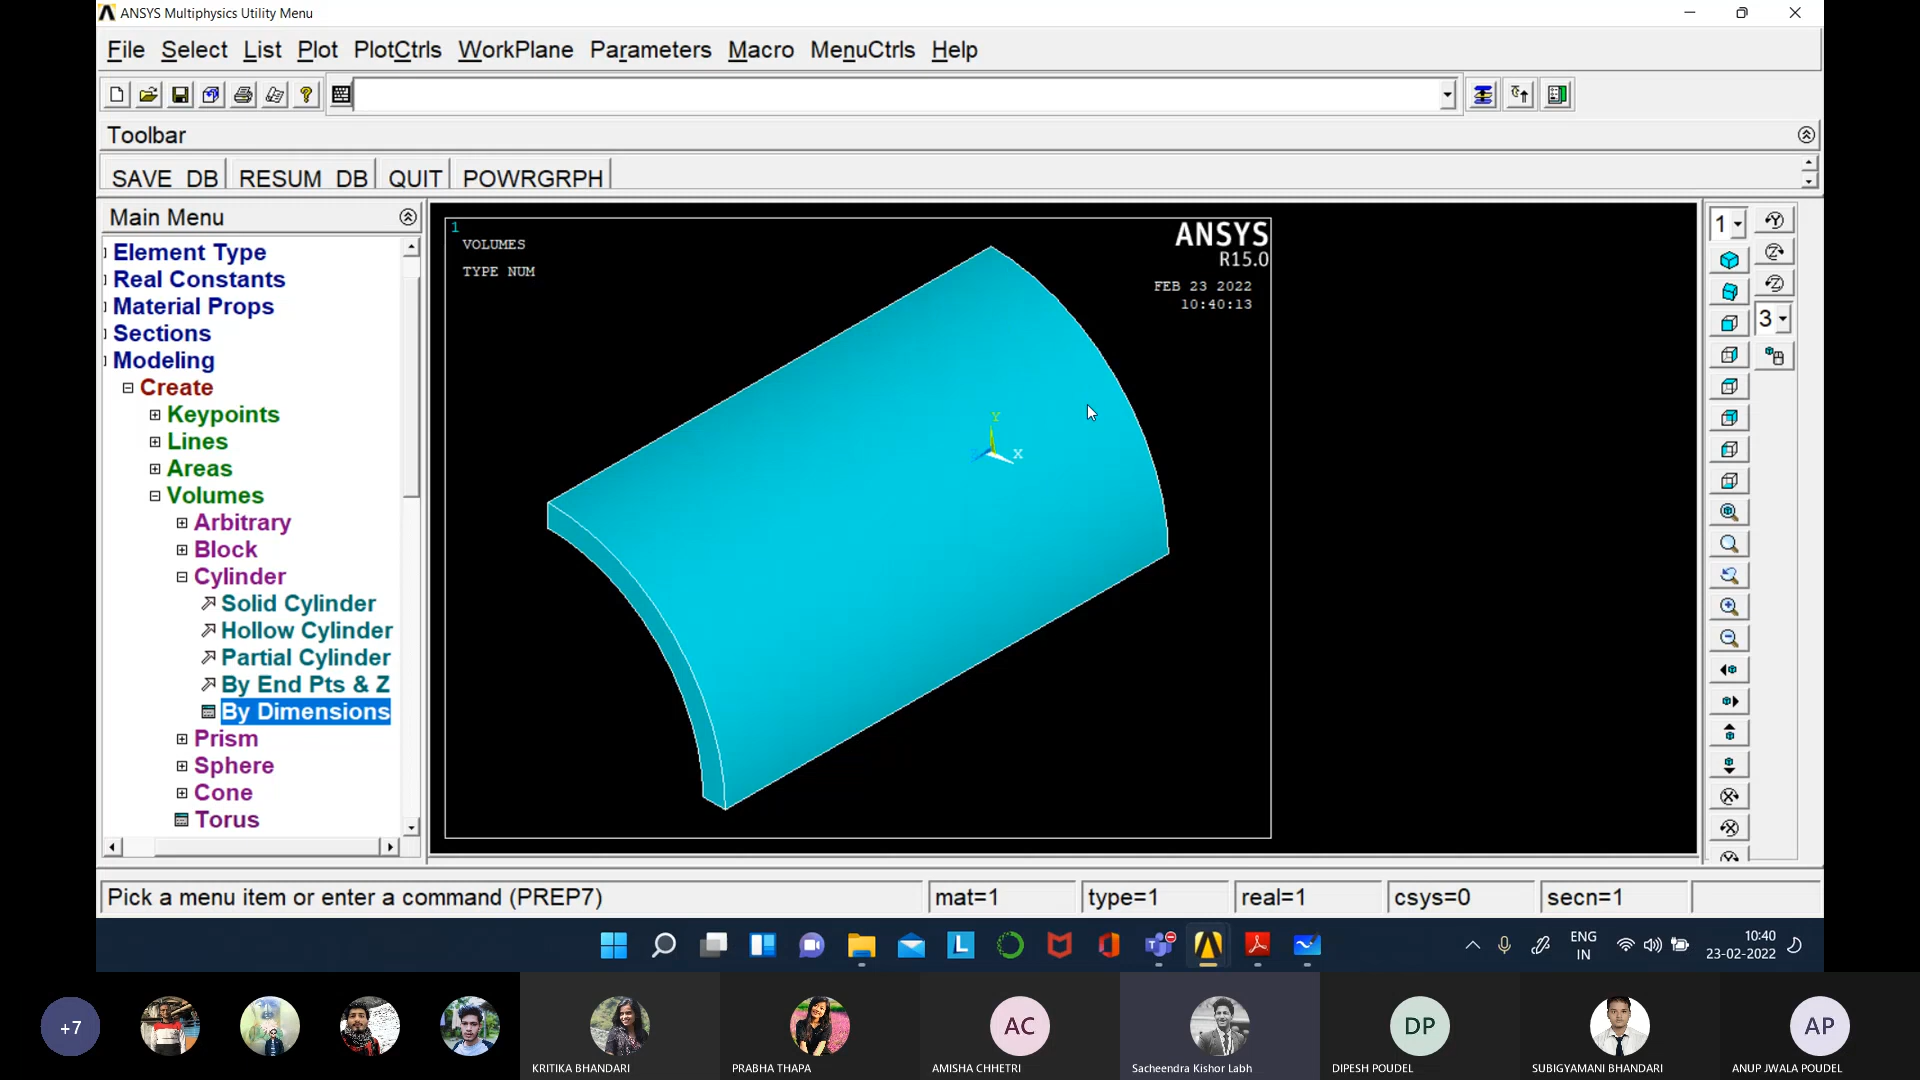 ANSYS Multiphysics Utility Menu
File Select List Plot PlotCtrls WorkPlane Parameters Macro MenuCtrls Help
Toolbar
SAVE_DB RESUM_DB QUIT POWRGRPH
Main Menu
Element Type
Real Constants
Material Props
Sections
Modeling
Create
Keypoints
Lines
Areas
Volumes
Arbitrary
Block
Cylinder
Solid Cylinder
Hollow Cylinder
Partial Cylinder
By End Pts & Z
By Dimensions
Prism
Sphere
Cone
Torus
1
VOLUMES
TYPE NUM
ANSYS
R15.0
FEB 23 2022
10:40:13
Y
X
1
3
Pick a menu item or enter a command (PREP7) mat=1 type=1 real=1 csys=0 secn=1
ENG
IN
10:40
23-02-2022
+7
AC
DP
AP
KRITIKA BHANDARI PRABHA THAPA AMISHA CHHETRI Sacheendra Kishor Labh DIPESH POUDEL SUBIGYAMANI BHANDARI ANUP JWALA POUDEL